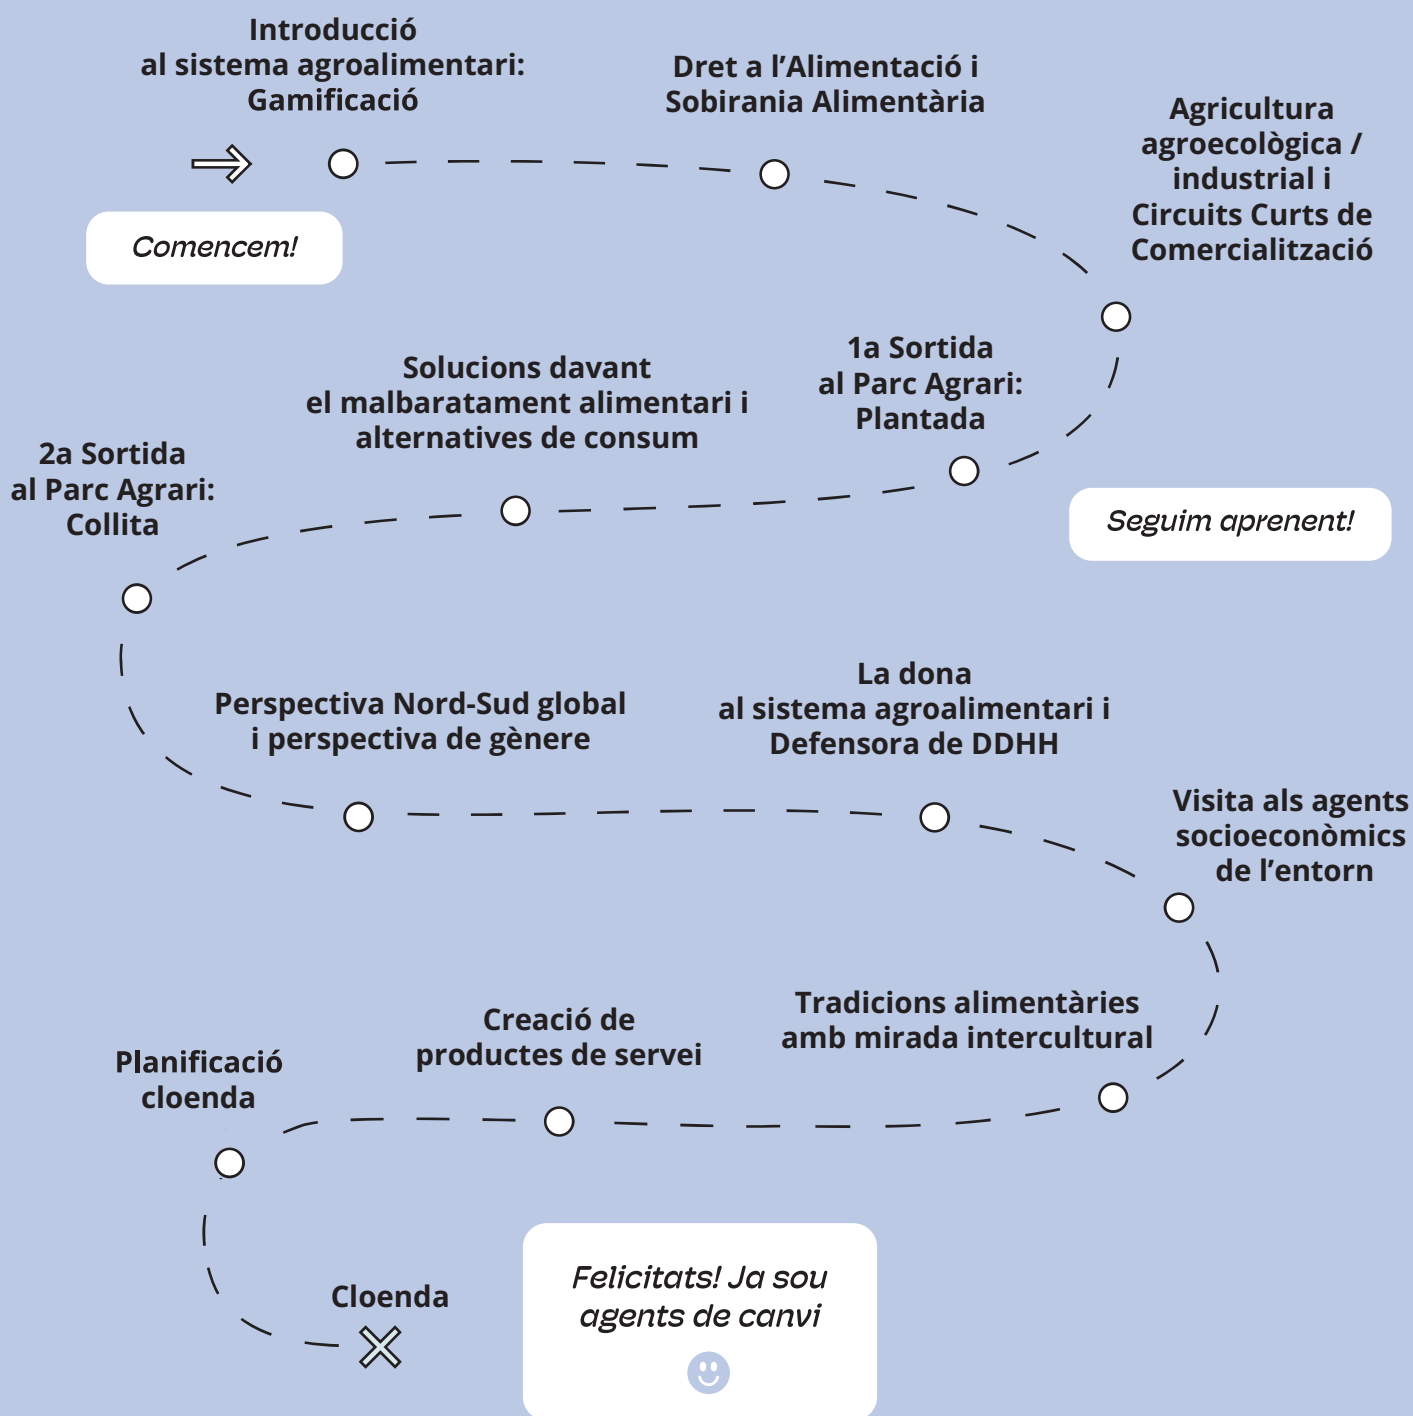 Introducció
al sistema agroalimentari:
Gamificació
Dret a l’Alimentació i
Sobirania Alimentària
Agricultura
agroecològica /
industrial i
Circuits Curts de
Comercialització
Comencem!
1a Sortida
al Parc Agrari:
Plantada
Solucions davant
el malbaratament alimentari i
alternatives de consum
2a Sortida
al Parc Agrari:
Collita
Seguim aprenent!
Perspectiva Nord-Sud global
i perspectiva de gènere
La dona
al sistema agroalimentari i
Defensora de DDHH
Visita als agents
socioeconòmics
de l’entorn
Tradicions alimentàries
amb mirada intercultural
Creació de
productes de servei
Planificació
cloenda
Cloenda
Felicitats! Ja sou
agents de canvi